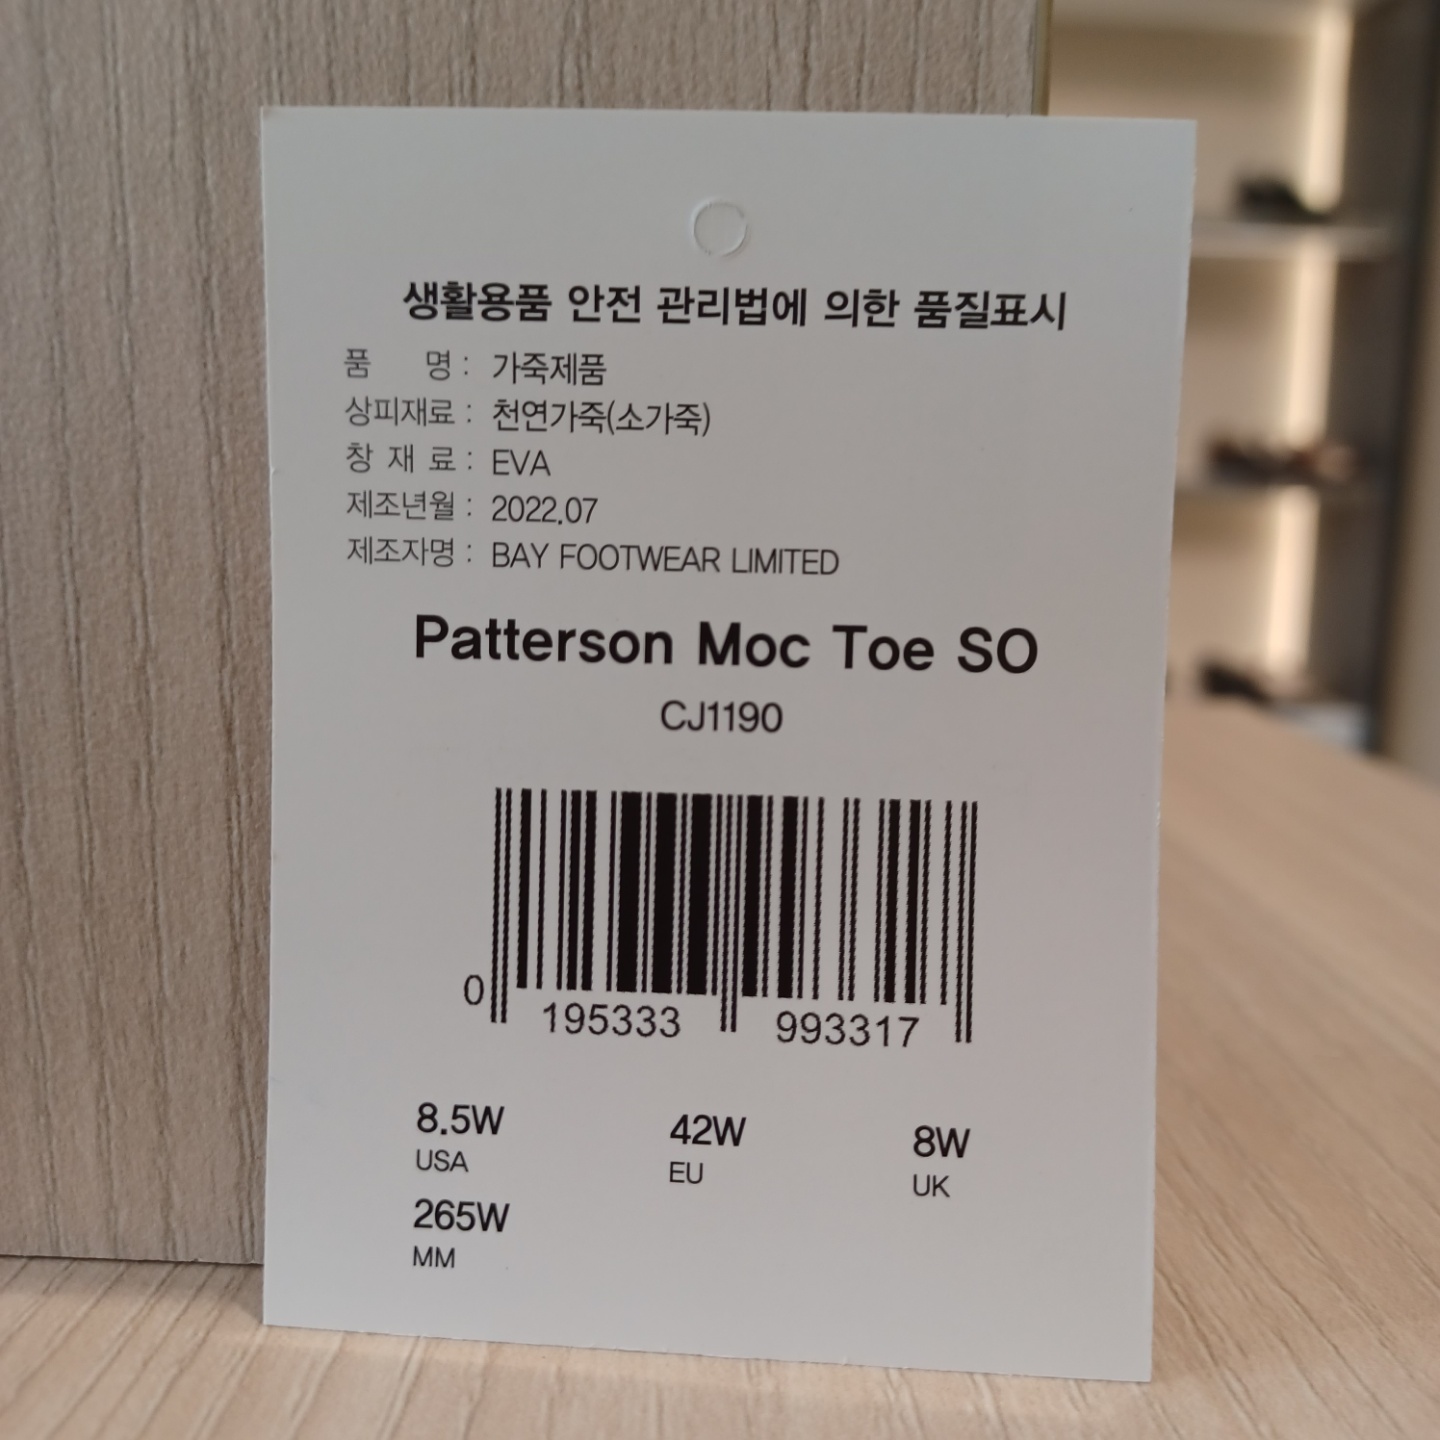 생활용품 안전 관리법에 의한 품질표시
품 명 : 가죽제품
상피재료 : 천연가죽(소가죽)
창 재 료 : EVA
제조년월 : 2022.07
제조자명 : BAY FOOTWEAR LIMITED
Patterson Moc Toe SO
CJ1190
0 195333 993317
8.5W 42W 8W
USA EU UK
265W
MM